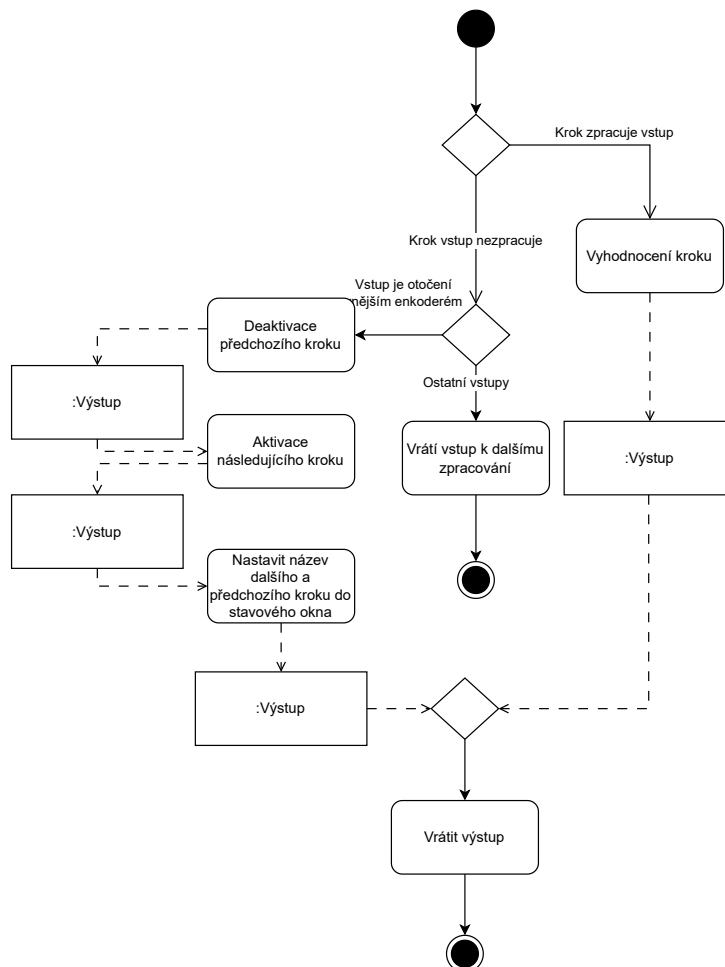 Krok zpracuje vstup
Krok vstup nezpracuje
Vyhodnocení kroku
Vstup je otočení
nějším enkoderém
Deaktivace
předchozího kroku
:Výstup
Ostatní vstupy
Aktivace
následujícího kroku
Vrátí vstup k dalšímu
zpracování
:Výstup
:Výstup
Nastavit název
dalšího a
předchozího kroku do
stavového okna
:Výstup
Vrátit výstup